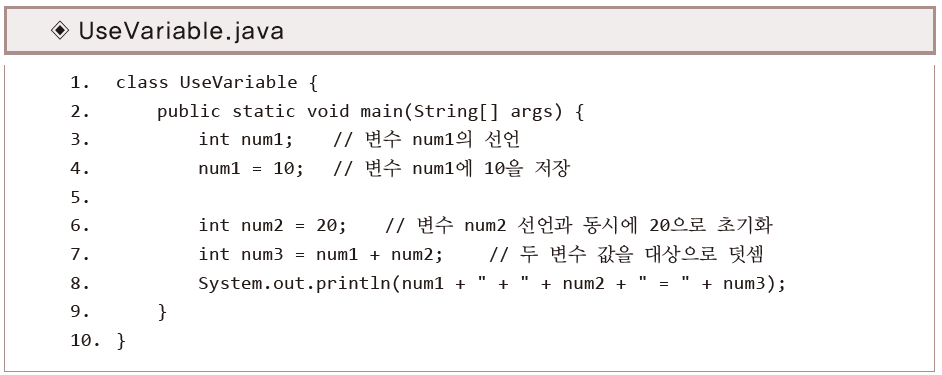 ◈ UseVariable.java
1. class UseVariable {
2.     public static void main(String[] args) {
3.         int num1;    // 변수 num1의 선언
4.         num1 = 10;   // 변수 num1에 10을 저장
5.
6.         int num2 = 20;    // 변수 num2 선언과 동시에 20으로 초기화
7.         int num3 = num1 + num2;     // 두 변수 값을 대상으로 덧셈
8.         System.out.println(num1 + " + " + num2 + " = " + num3);
9.     }
10. }